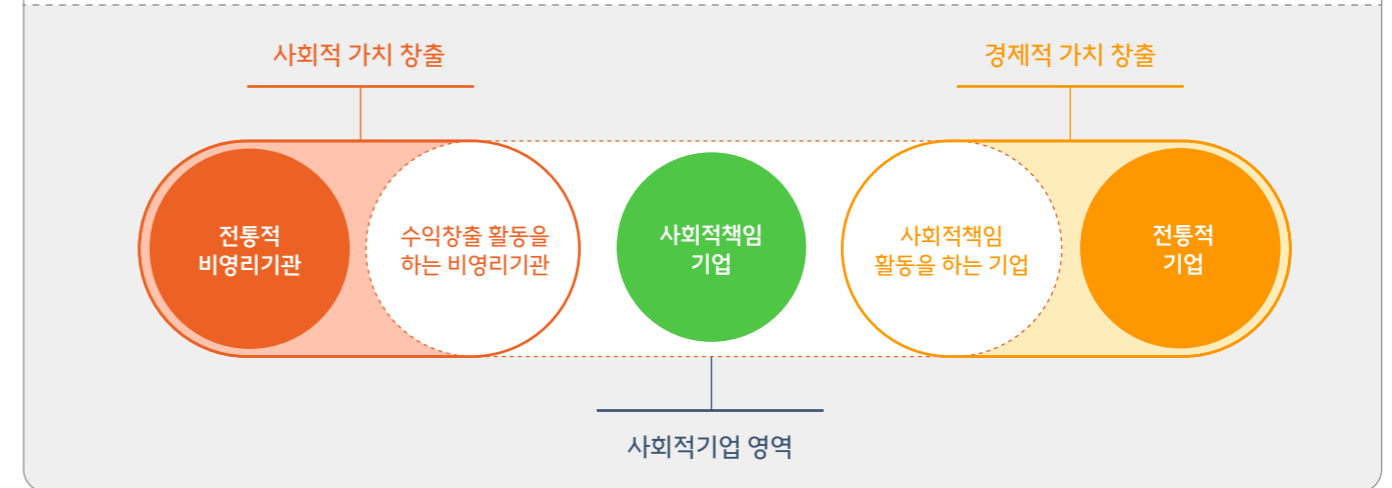 사회적 가치 창출
경제적 가치 창출
전통적
비영리기관
수익창출 활동을
하는 비영리기관
사회적책임
기업
사회적책임
활동을 하는 기업
전통적
기업
사회적기업 영역